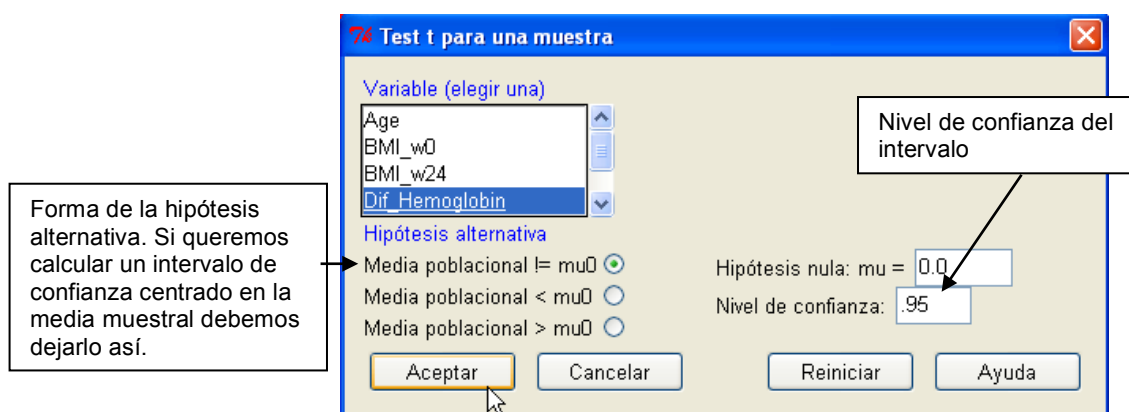 Test t para una muestra
Variable (elegir una)
Age
BMI_w0
BMI_w24
Dif_Hemoglobin
Nivel de confianza del
intervalo
Forma de la hipótesis
alternativa. Si queremos
calcular un intervalo de
confianza centrado en la
media muestral debemos
dejarlo así.
Hipótesis alternativa
Media poblacional != mu0
Media poblacional < mu0
Media poblacional > mu0
Hipótesis nula: mu = 0.0
Nivel de confianza: .95
Aceptar Cancelar Reiniciar Ayuda